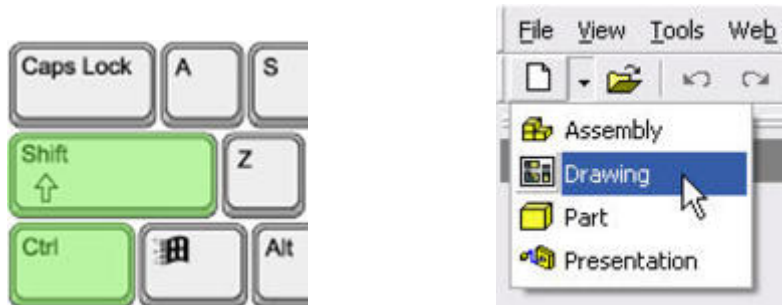 Caps Lock A S
Shift Z
Ctrl Alt
File View Tools Web
Assembly
Drawing
Part
Presentation